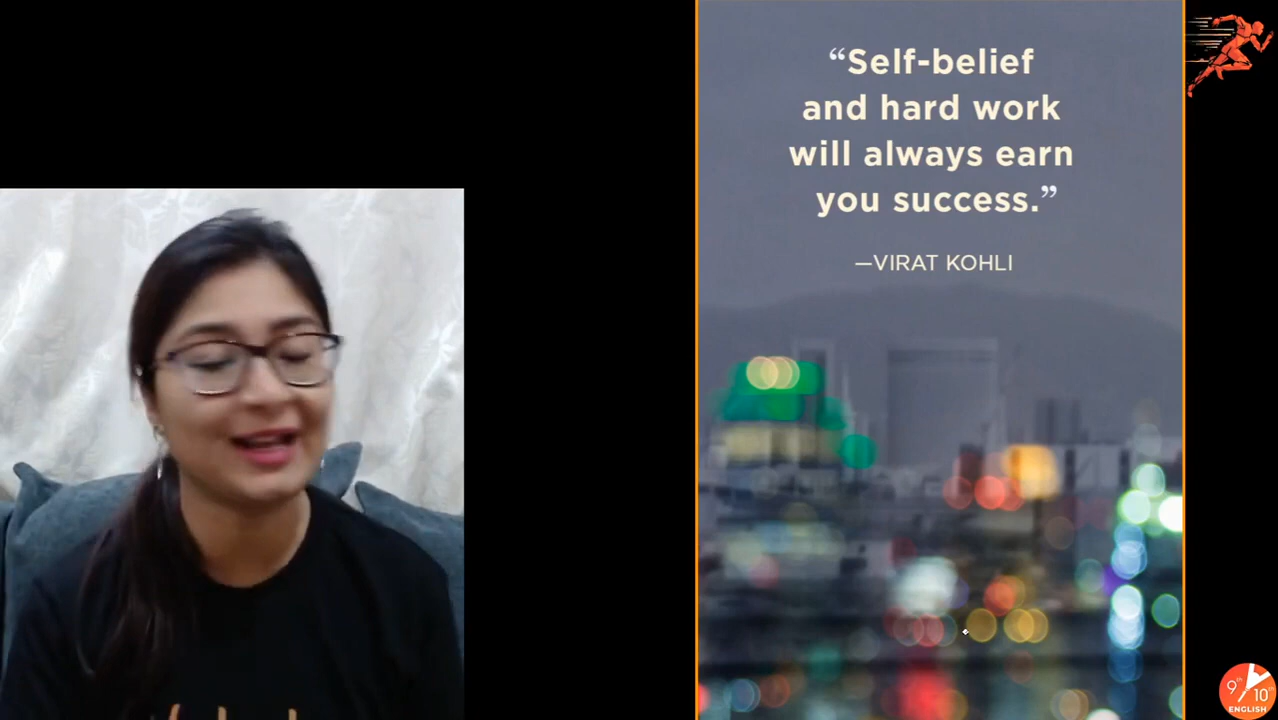 “Self-belief
and hard work
will always earn
you success.”
—VIRAT KOHLI
9th 10th
ENGLISH